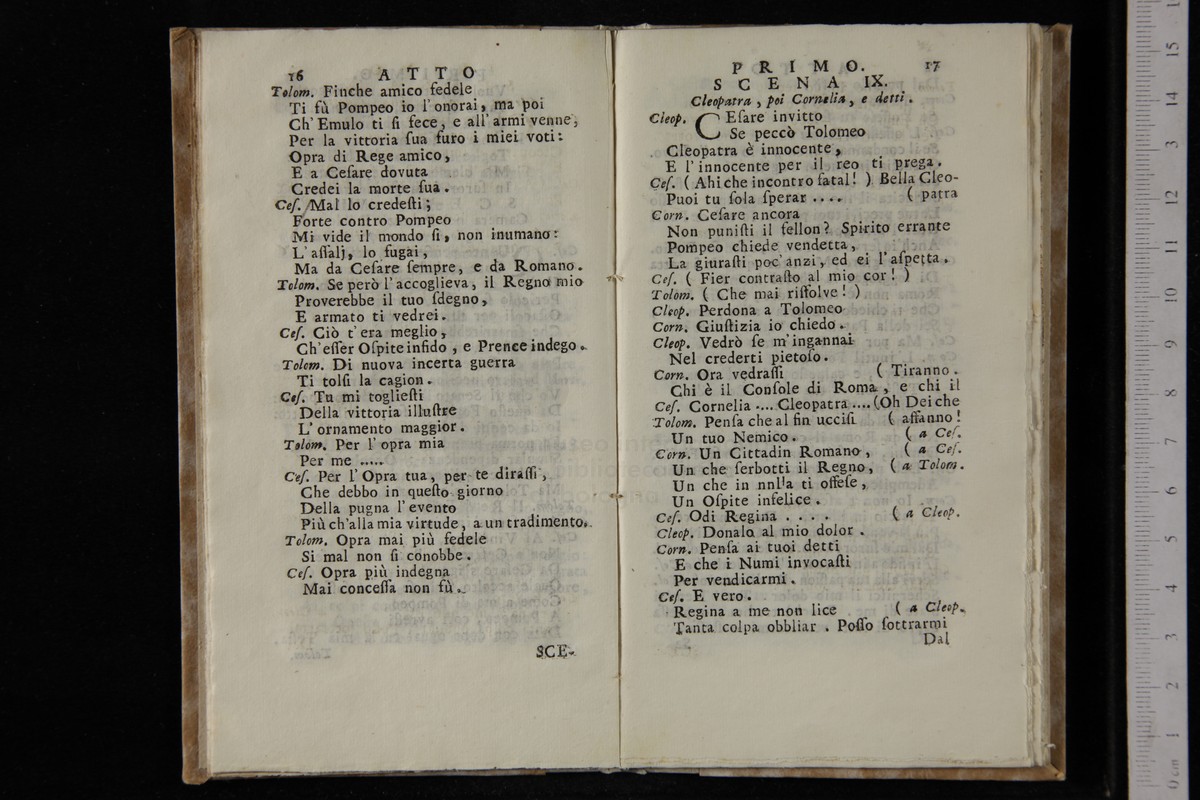 16 ATTO
Tolom. Finche amico fedele
Ti fù Pompeo io l'onorai, ma poi
Ch'Emulo ti ſi fece, e all'armi venne,
Per la vittoria ſua furo i miei voti:
Opra di Rege amico,
E a Ceſare dovuta
Credei la morte ſua.
Ceſ. Mal lo credeſti;
Forte contro Pompeo
Mi vide il mondo ſi, non inumano:
L'aſſalj, lo fugai,
Ma da Ceſare ſempre, e da Romano.
Tolom. Se però l'accoglieva, il Regno mio
Proverebbe il tuo ſdegno,
E armato ti vedrei.
Ceſ. Ciò t'era meglio,
Ch'eſſer Oſpite infido, e Prence indego.
Tolom. Di nuova incerta guerra
Ti tolſi la cagion.
Ceſ. Tu mi toglieſti
Della vittoria illuſtre
L'ornamento maggior.
Tolom. Per l'opra mia
Per me .....
Ceſ. Per l'Opra tua, per te diraſſi,
Che debbo in queſto giorno
Della pugna l'evento
Più ch'alla mia virtude, a un tradimento.
Tolom. Opra mai più fedele
Si mal non ſi conobbe.
Ceſ. Opra più indegna
Mai conceſſa non fù.
SCE-
PRIMO. 17
SCENA IX.
Cleopatra, poi Cornelia, e detti.
Cleop. CEſare invitto
Se peccò Tolomeo
Cleopatra è innocente,
E l'innocente per il reo ti prega.
Ceſ. (Ahi che incontro fatal!) Bella Cleo-
Puoi tu ſola ſperar .... (patra
Corn. Ceſare ancora
Non puniſti il fellon? Spirito errante
Pompeo chiede vendetta,
La giuraſti poc'anzi, ed ei l'aſpetta.
Ceſ. (Fier contraſto al mio cor!)
Tolom. (Che mai riſſolve!)
Cleop. Perdona a Tolomeo
Corn. Giuſtizia io chiedo.
Cleop. Vedrò ſe m'ingannai
Nel crederti pietoſo.
Corn. Ora vedraſſi (Tiranno.
Chi è il Conſole di Roma, e chi il
Ceſ. Cornelia .... Cleopatra .... (Oh Dei che
Tolom. Penſa che al fin ucciſi (affanno!
Un tuo Nemico. (a Ceſ.
Corn. Un Cittadin Romano, (a Ceſ.
Un che ſerbotti il Regno, (a Tolom.
Un che in nnlla ti offeſe,
Un Oſpite infelice.
Ceſ. Odi Regina .... (a Cleop.
Cleop. Donalo al mio dolor.
Corn. Penſa ai tuoi detti
E che i Numi invocaſti
Per vendicarmi.
Ceſ. E vero.
Regina a me non lice (a Cleop.
Tanta colpa obbliar. Poſſo ſottrarmi
Dal